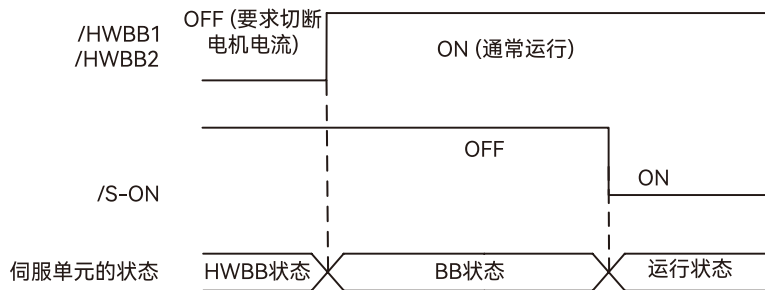 /HWBB1
/HWBB2
OFF (要求切断
电机电流)
ON (通常运行)
/S-ON
OFF
ON
伺服单元的状态
HWBB状态
BB状态
运行状态